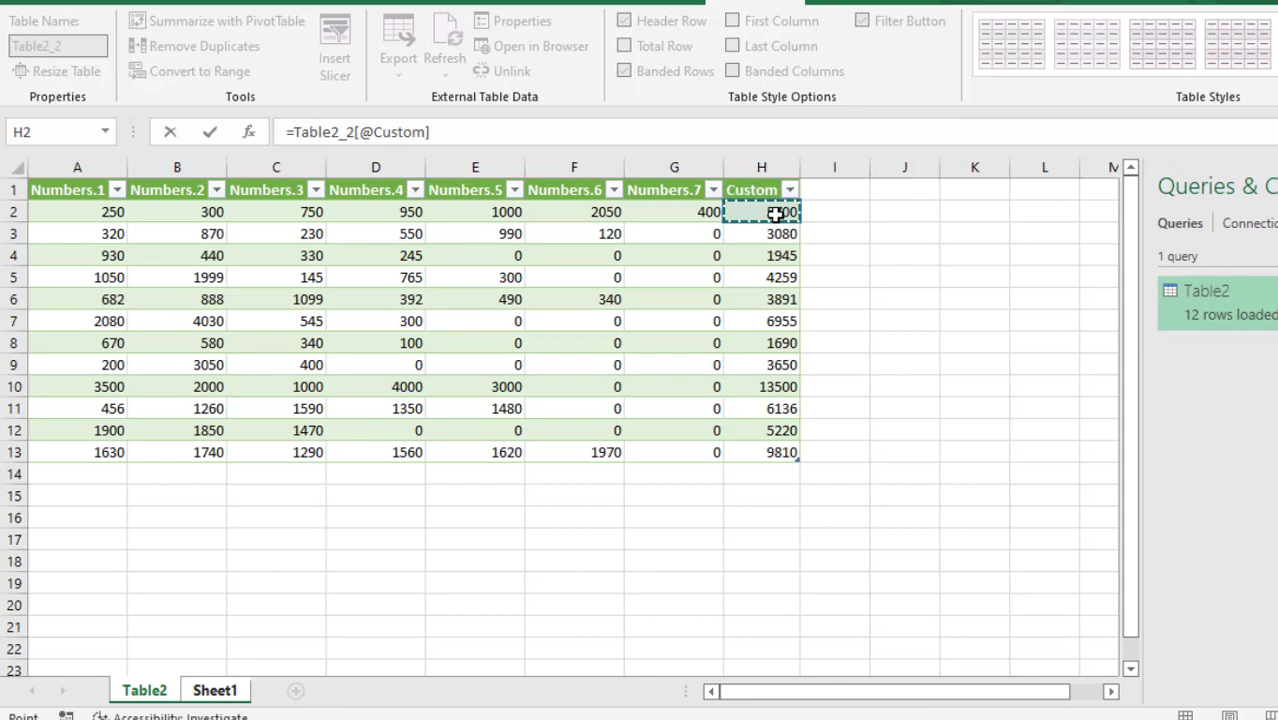 Table Name:
Table2_2
Resize Table
Properties
Summarize with PivotTable
Remove Duplicates
Convert to Range
Insert
Slicer
Tools
Export
Properties
Open in Browser
External Table Data
Header Row
Total Row
Banded Rows
First Column
Last Column
Banded Columns
Filter Button
Table Style Options
Table Styles
H2
fx
=Table2_2[@Custom]
A B C D E F G H I J K L M
1 Numbers.1 Numbers.2 Numbers.3 Numbers.4 Numbers.5 Numbers.6 Numbers.7 Custom
2 250 300 750 950 1000 2050 400
3 320 870 230 550 990 120 0 3080
4 930 440 330 245 0 0 0 1945
5 1050 1999 145 765 300 0 0 4259
6 682 888 1099 392 490 340 0 3891
7 2080 4030 545 300 0 0 0 6955
8 670 580 340 100 0 0 0 1690
9 200 3050 400 0 0 0 0 3650
10 3500 2000 1000 4000 3000 0 0 13500
11 456 1260 1590 1350 1480 0 0 6136
12 1900 1850 1470 0 0 0 0 5220
13 1630 1740 1290 1560 1620 1970 0 9810
14
15
16
17
18
19
20
21
22
23
Queries & C
Queries
Connectio
1 query
Table2
12 rows loaded
Table2
Sheet1
Point
Accessibility: Investigate